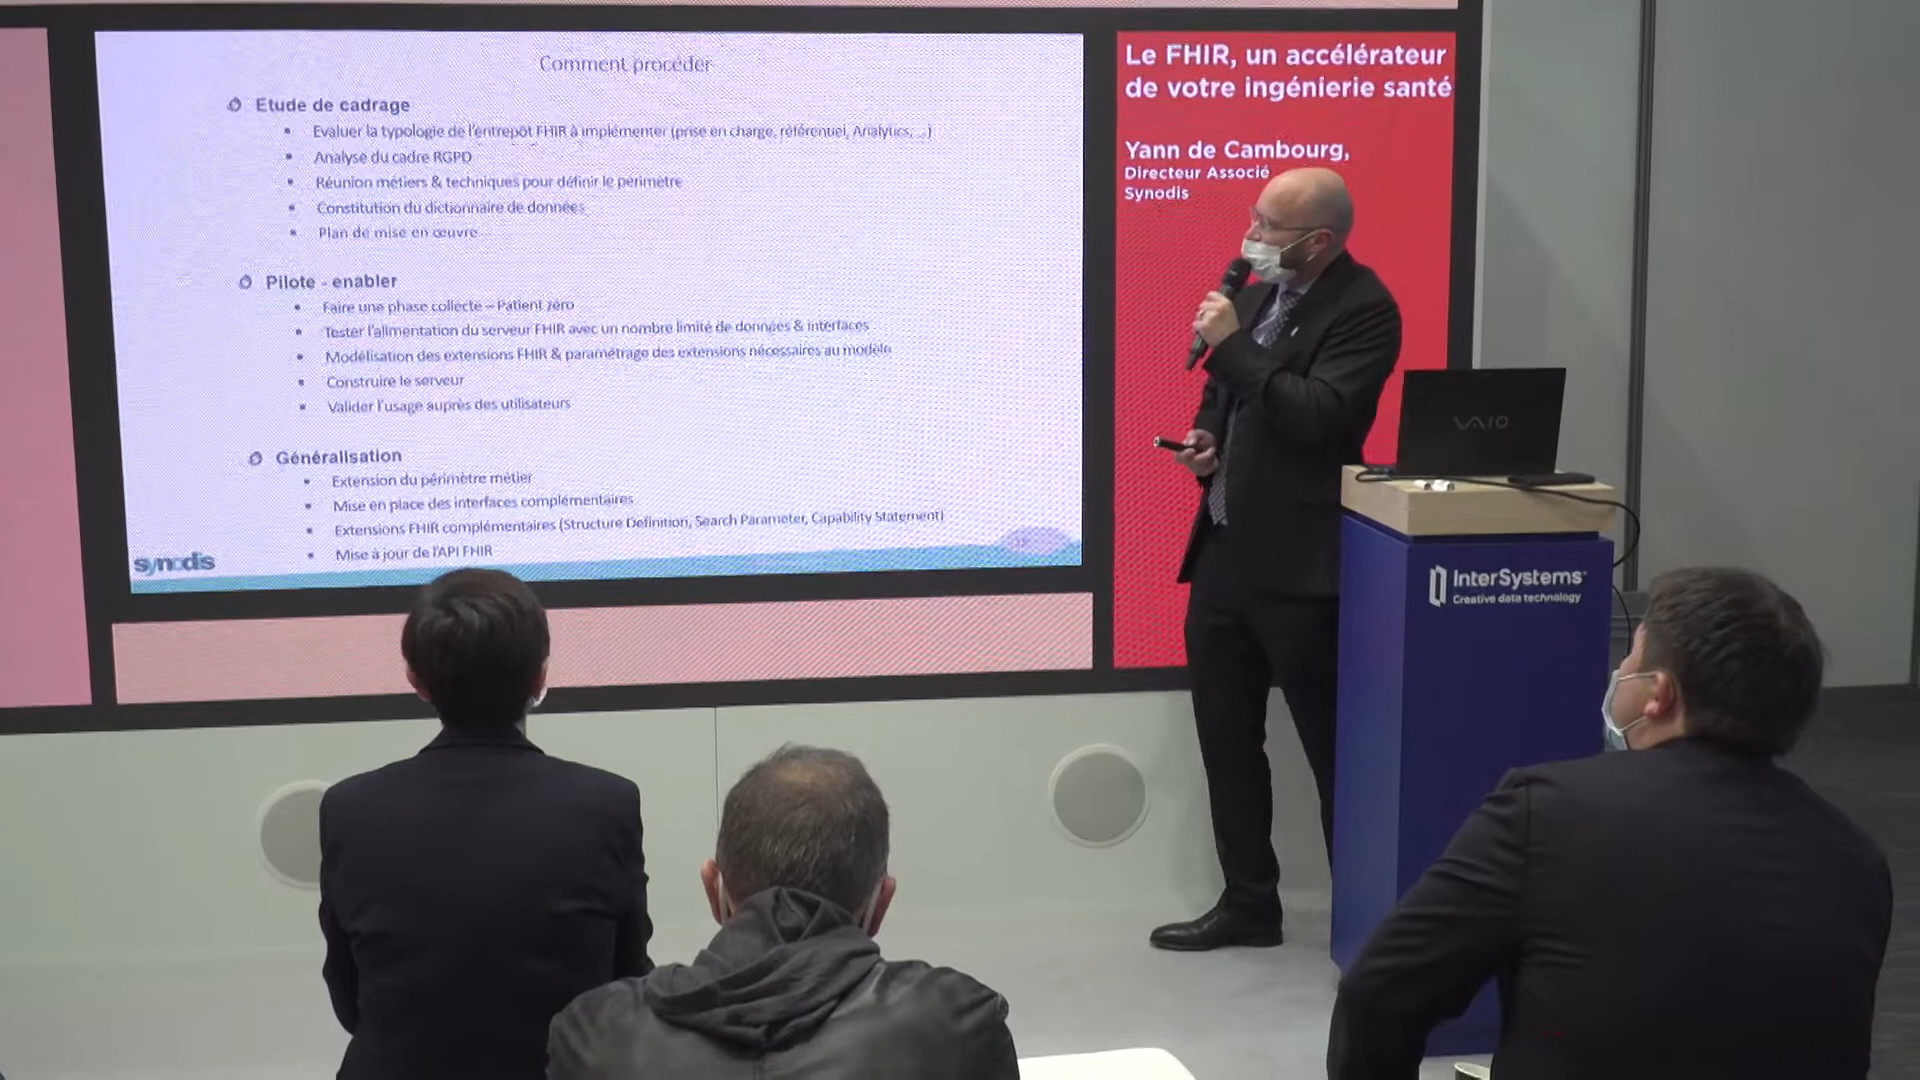 Comment procéder
Etude de cadrage
Evaluer la typologie de l'entrepôt FHIR à implémenter (prise en charge, référentiel, Analytics, ...)
Analyse du cadre RGPD
Réunion métiers & techniques pour définir le périmètre
Constitution du dictionnaire de données
Plan de mise en œuvre
Pilote - enabler
Faire une phase collecte – Patient zéro
Tester l'alimentation du serveur FHIR avec un nombre limité de données & interfaces
Modélisation des extensions FHIR & paramétrage des extensions nécessaires au modèle
Construire le serveur
Valider l'usage auprès des utilisateurs
Généralisation
Extension du périmètre métier
Mise en place des interfaces complémentaires
Extensions FHIR complémentaires (Structure Definition, Search Parameter, Capability Statement)
Mise à jour de l'API FHIR
synodis
Le FHIR, un accélérateur
de votre ingénierie santé
Yann de Cambourg,
Directeur Associé
Synodis
VAIO
InterSystems
Creative data technology